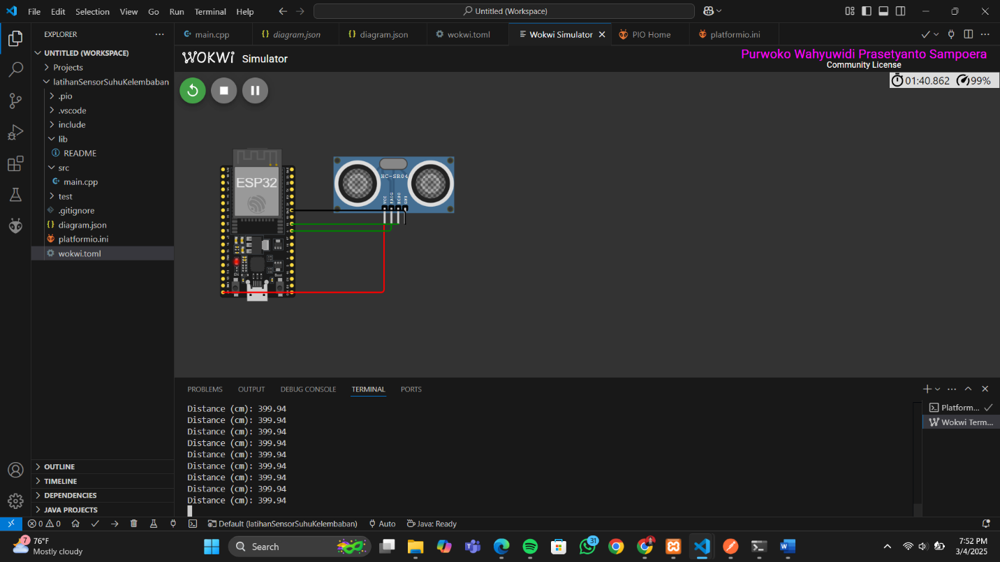 File Edit Selection View Go Run Terminal Help
Untitled (Workspace)
EXPLORER
main.cpp
diagram.json
diagram.json
wokwi.toml
Wokwi Simulator
PIO Home
platformio.ini
UNTITLED (WORKSPACE)
Projects
latihanSensorSuhuKelembaban
.pio
.vscode
include
lib
README
src
main.cpp
test
.gitignore
diagram.json
platformio.ini
wokwi.toml
OUTLINE
TIMELINE
DEPENDENCIES
JAVA PROJECTS
WOKWi Simulator
Purwoko Wahyuwidi Prasetyanto Sampoera
Community License
01:40.862 99%
ESP32
EN
Boot
HC-SR04
VCC
TRIG
ECHO
GND
PROBLEMS OUTPUT DEBUG CONSOLE TERMINAL PORTS
Distance (cm): 399.94
Distance (cm): 399.94
Distance (cm): 399.94
Distance (cm): 399.94
Distance (cm): 399.94
Distance (cm): 399.94
Distance (cm): 399.94
Distance (cm): 399.94
Distance (cm): 399.94
Platform...
Wokwi Term...
0 0
Default (latihanSensorSuhuKelembaban)
Auto
Java: Ready
7
76°F
Mostly cloudy
Search
31
7:52 PM
3/4/2025